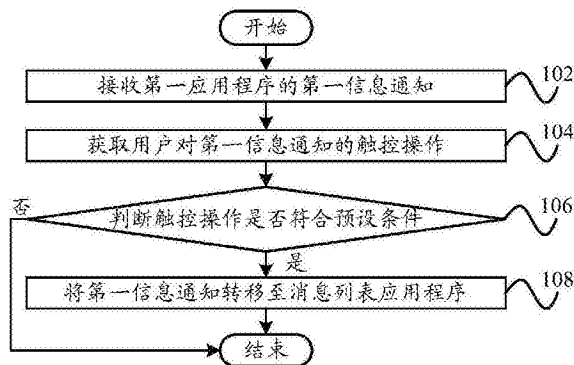 开始
接收第一应用程序的第一信息通知
102
获取用户对第一信息通知的触控操作
104
否
判断触控操作是否符合预设条件
106
是
将第一信息通知转移至消息列表应用程序
108
结束